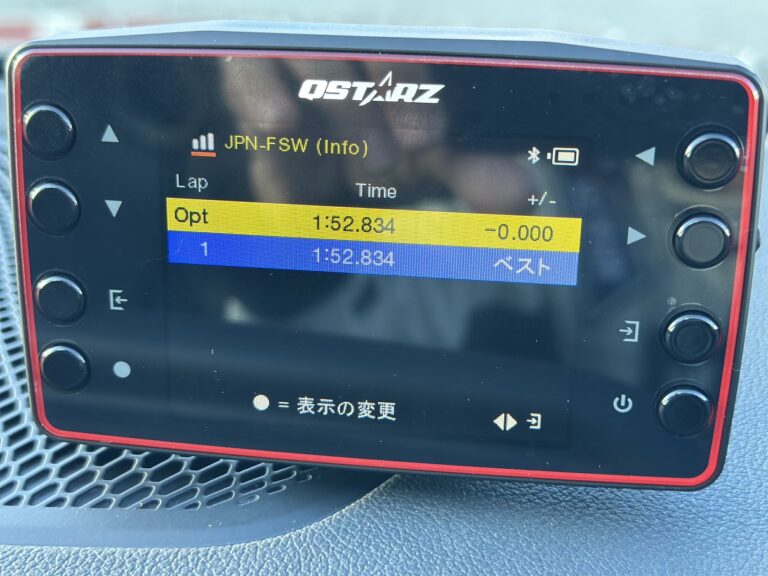 QSTARZ
JPN-FSW (Info)
Lap Time +/-
Opt 1:52.834 -0.000
1 1:52.834 ベスト
= 表示の変更